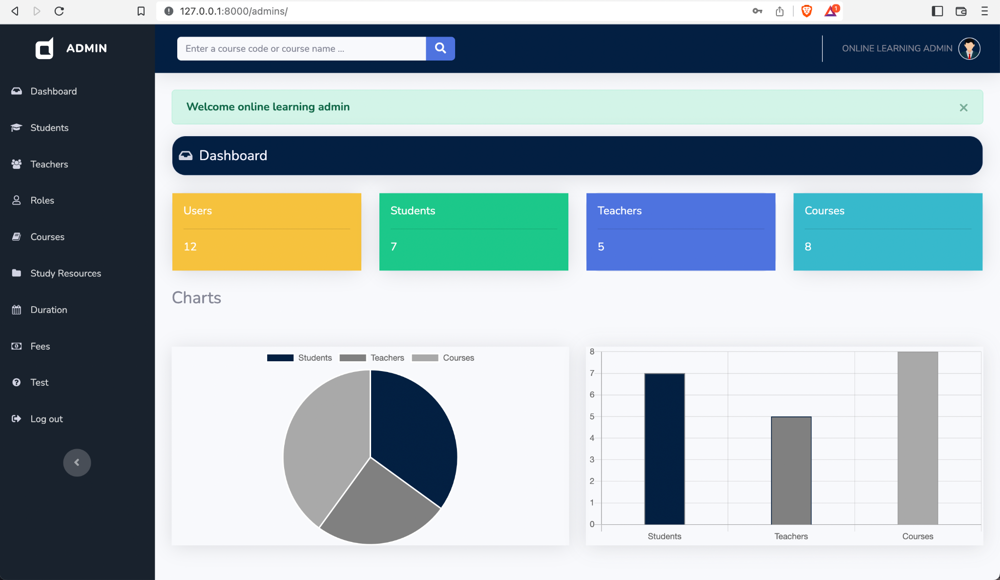 127.0.0.1:8000/admins/
1
ADMIN
Enter a course code or course name ...
ONLINE LEARNING ADMIN
Dashboard
Students
Teachers
Roles
Courses
Study Resources
Duration
Fees
Test
Log out
Welcome online learning admin
×
Dashboard
Users
12
Students
7
Teachers
5
Courses
8
Charts
Students Teachers Courses
8
7
6
5
4
3
2
1
0
Students Teachers Courses